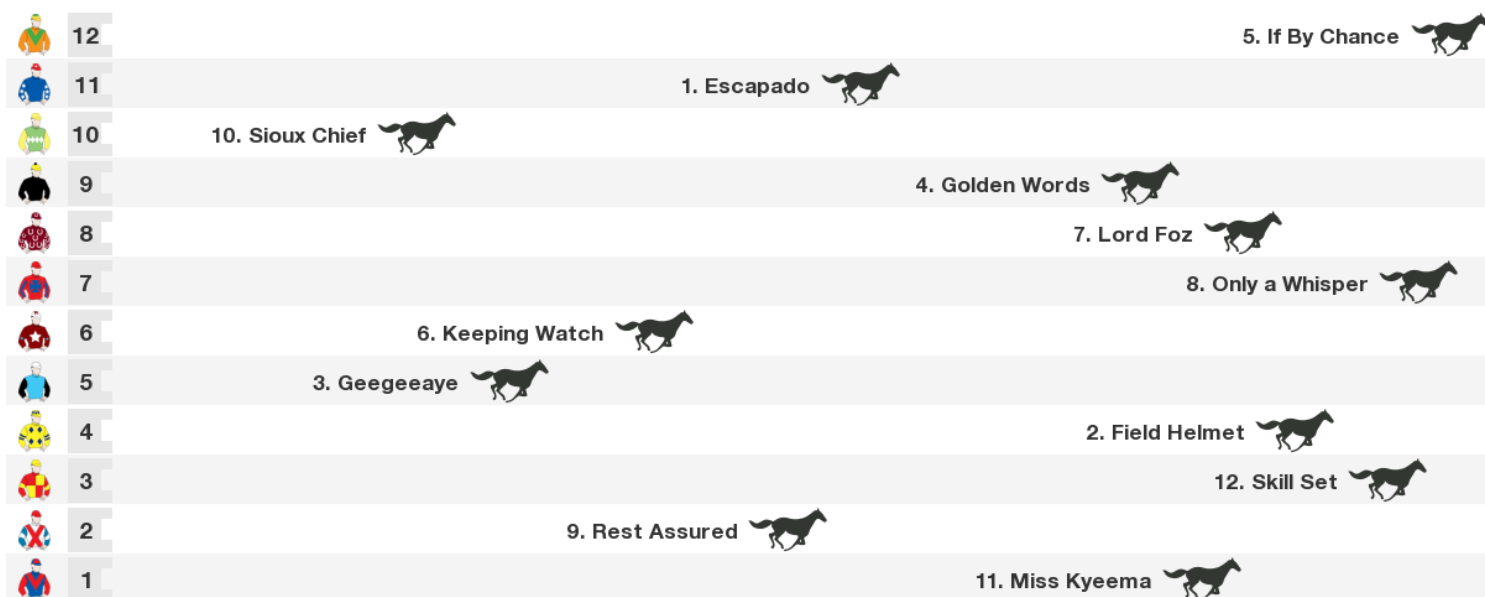 12 5. If By Chance
11 1. Escapado
10 10. Sioux Chief
9 4. Golden Words
8 7. Lord Foz
7 8. Only a Whisper
6 6. Keeping Watch
5 3. Geegeeaye
4 2. Field Helmet
3 12. Skill Set
2 9. Rest Assured
1 11. Miss Kyeema